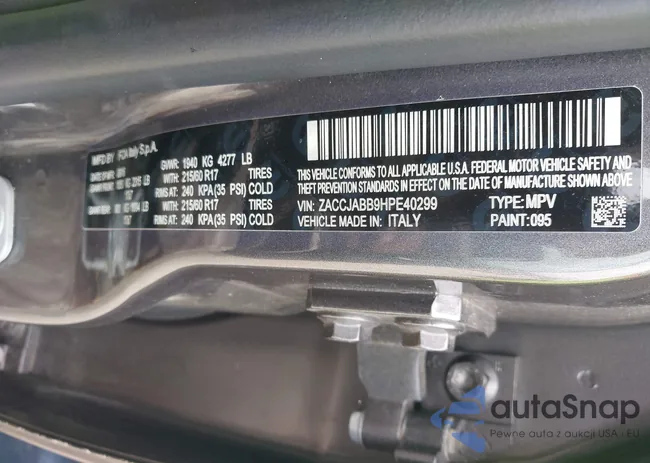 MFD BY FCA Italy S.p.A.
GVWR: 1940 KG 4277 LB
WITH: 215/60 R17 TIRES
RIMS AT: 240 KPA (35 PSI) COLD
WITH: 215/60 R17 TIRES
RIMS AT: 240 KPA (35 PSI) COLD
THIS VEHICLE CONFORMS TO ALL APPLICABLE U.S.A. FEDERAL MOTOR VEHICLE SAFETY AND
THEFT PREVENTION STANDARDS IN EFFECT ON THE DATE OF MANUFACTURE SHOWN ABOVE.
VIN: ZACCJABB9HPE40299 TYPE: MPV
VEHICLE MADE IN: ITALY PAINT: 095
autaSnap
Pewne auta z aukcji USA - EU